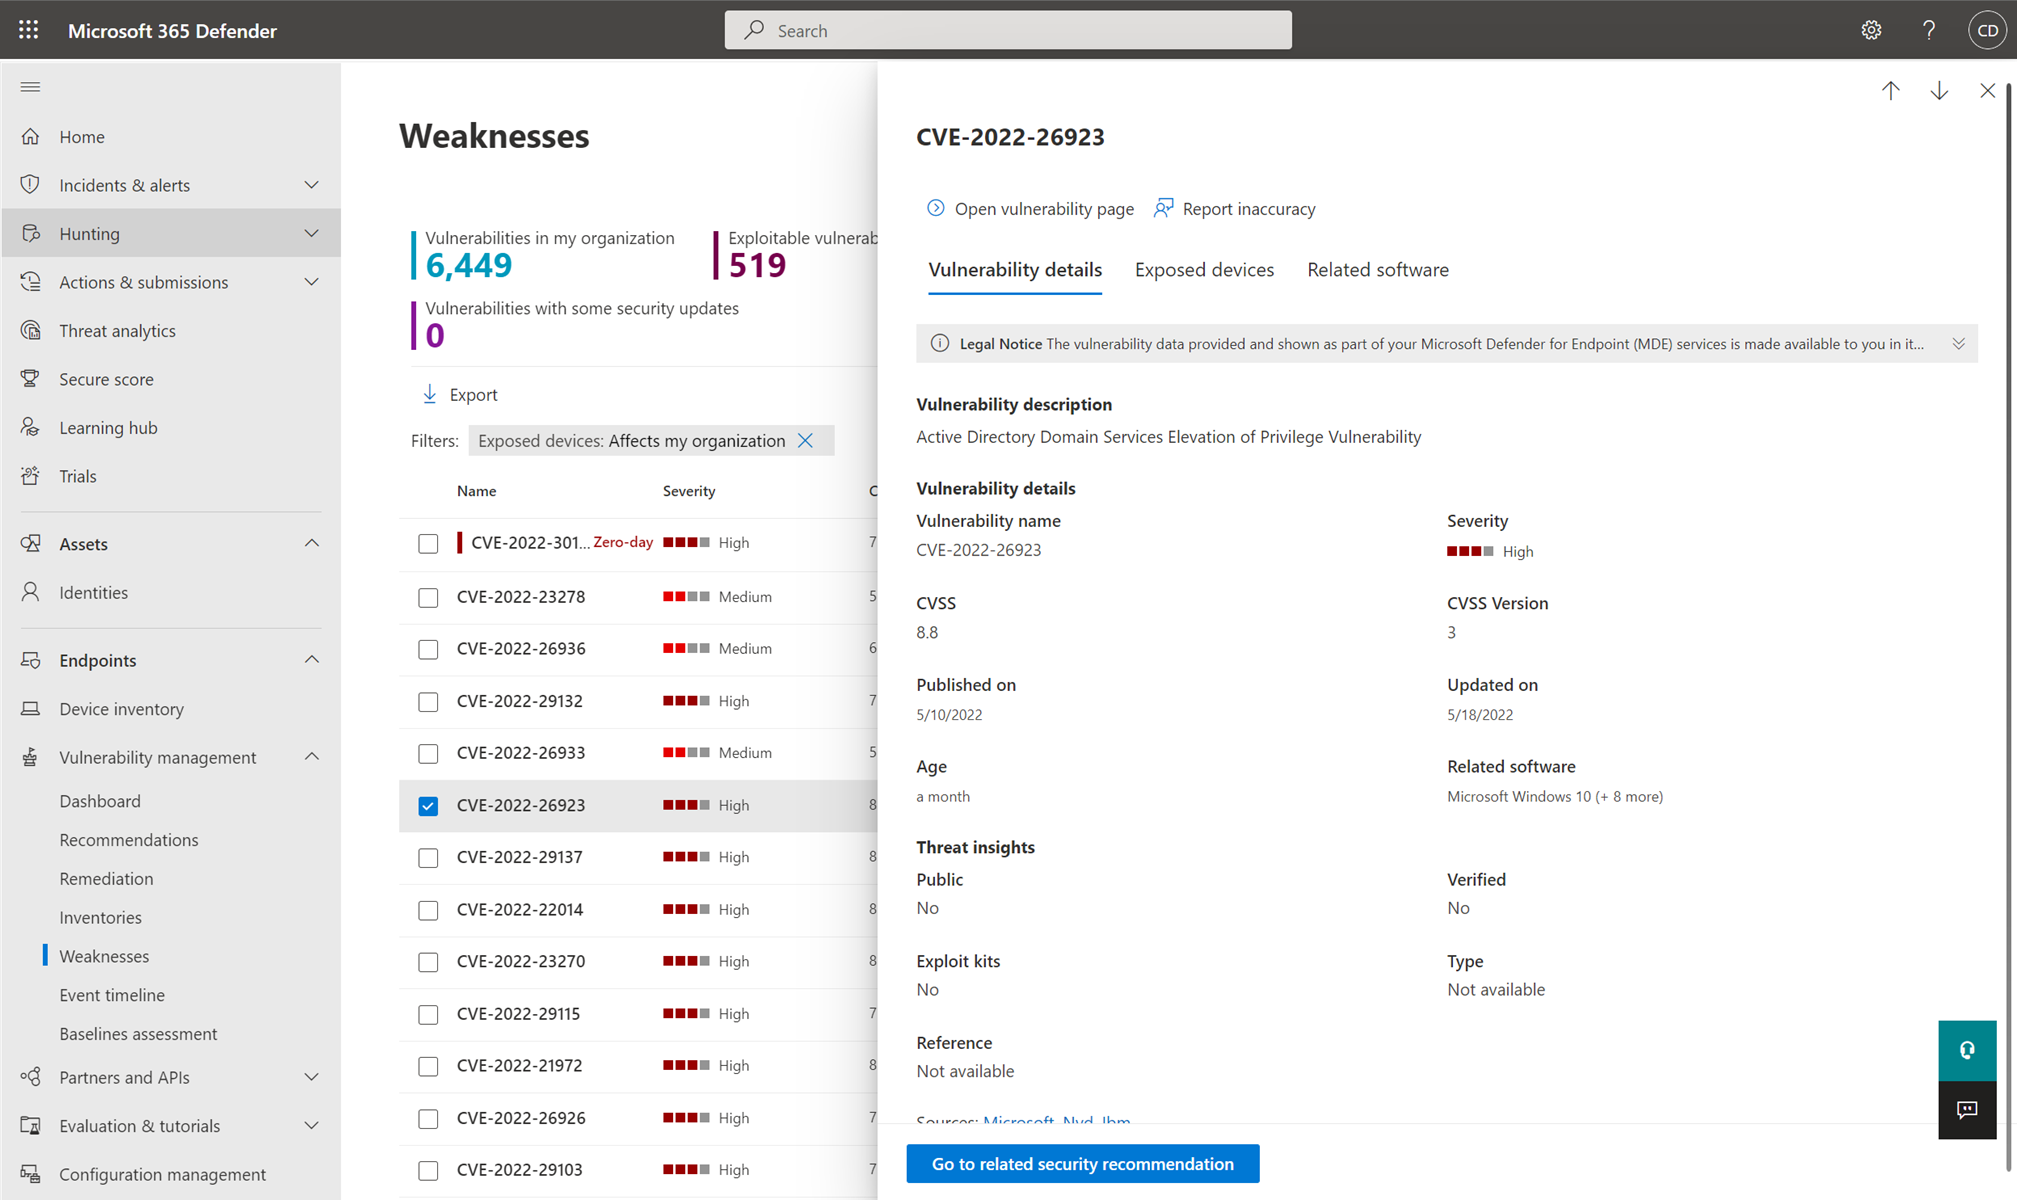 Microsoft 365 Defender
Search
CD
Home
Incidents & alerts
Hunting
Actions & submissions
Threat analytics
Secure score
Learning hub
Trials
Assets
Identities
Endpoints
Device inventory
Vulnerability management
Dashboard
Recommendations
Remediation
Inventories
Weaknesses
Event timeline
Baselines assessment
Partners and APIs
Evaluation & tutorials
Configuration management
Weaknesses
Vulnerabilities in my organization
6,449
Exploitable vulnerab
519
Vulnerabilities with some security updates
0
Export
Filters: Exposed devices: Affects my organization
Name Severity C
CVE-2022-301... Zero-day High 7
CVE-2022-23278 Medium 5
CVE-2022-26936 Medium 6
CVE-2022-29132 High 7
CVE-2022-26933 Medium 5
CVE-2022-26923 High 8
CVE-2022-29137 High 8
CVE-2022-22014 High 8
CVE-2022-23270 High 8
CVE-2022-29115 High 7
CVE-2022-21972 High 8
CVE-2022-26926 High 7
CVE-2022-29103 High 7
CVE-2022-26923
Open vulnerability page Report inaccuracy
Vulnerability details Exposed devices Related software
Legal Notice The vulnerability data provided and shown as part of your Microsoft Defender for Endpoint (MDE) services is made available to you in it...
Vulnerability description
Active Directory Domain Services Elevation of Privilege Vulnerability
Vulnerability details
Vulnerability name Severity
CVE-2022-26923 High
CVSS CVSS Version
8.8 3
Published on Updated on
5/10/2022 5/18/2022
Age Related software
a month Microsoft Windows 10 (+ 8 more)
Threat insights
Public Verified
No No
Exploit kits Type
No Not available
Reference
Not available
Sources: Microsoft, Nvd, Ibm
Go to related security recommendation